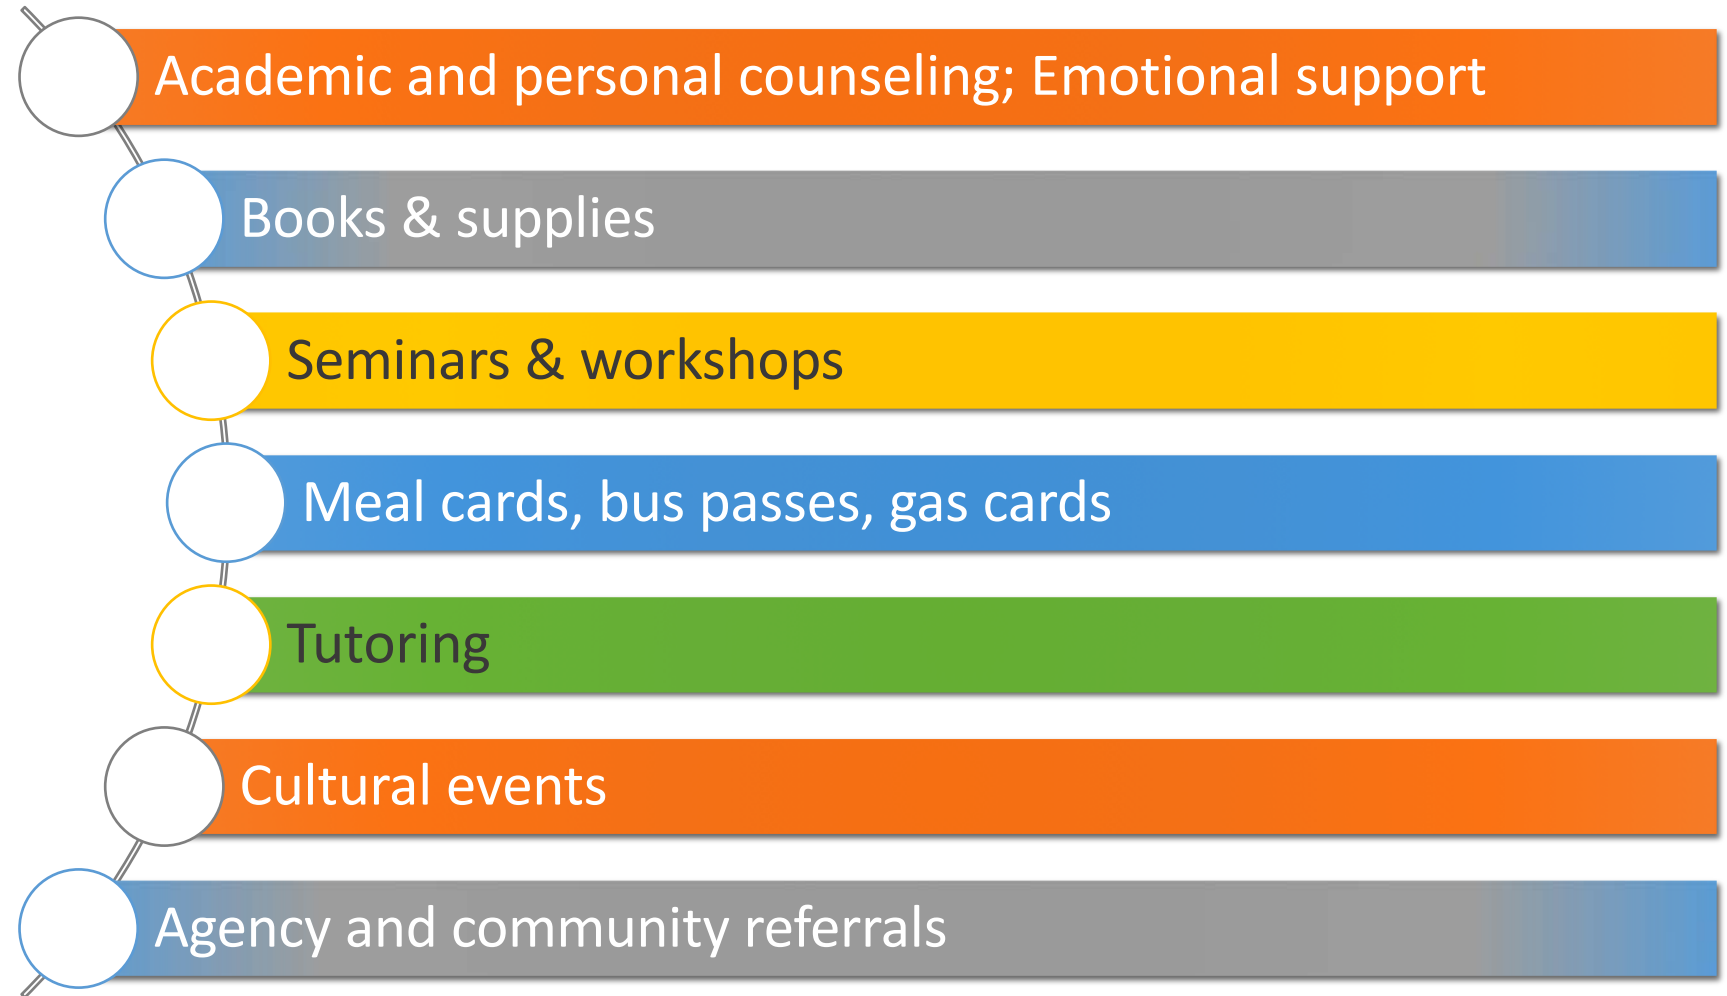 Academic and personal counseling; Emotional support
Books & supplies
Seminars & workshops
Meal cards, bus passes, gas cards
Tutoring
Cultural events
Agency and community referrals